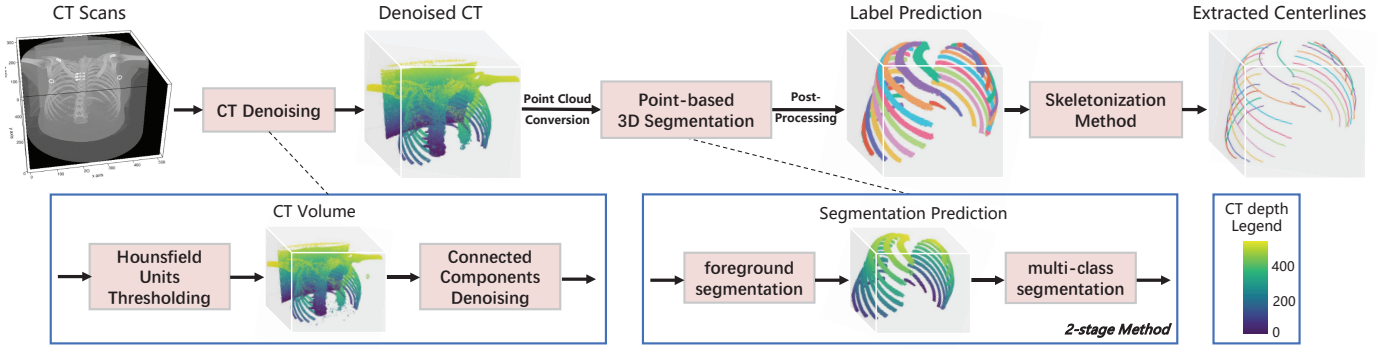 CT Scans
Denoised CT
Label Prediction
Extracted Centerlines
CT Denoising
Point Cloud
Conversion
Point-based
3D Segmentation
Post-
Processing
Skeletonization
Method
CT Volume
Hounsfield
Units
Thresholding
Connected
Components
Denoising
Segmentation Prediction
foreground
segmentation
multi-class
segmentation
2-stage Method
CT depth
Legend
400
200
0